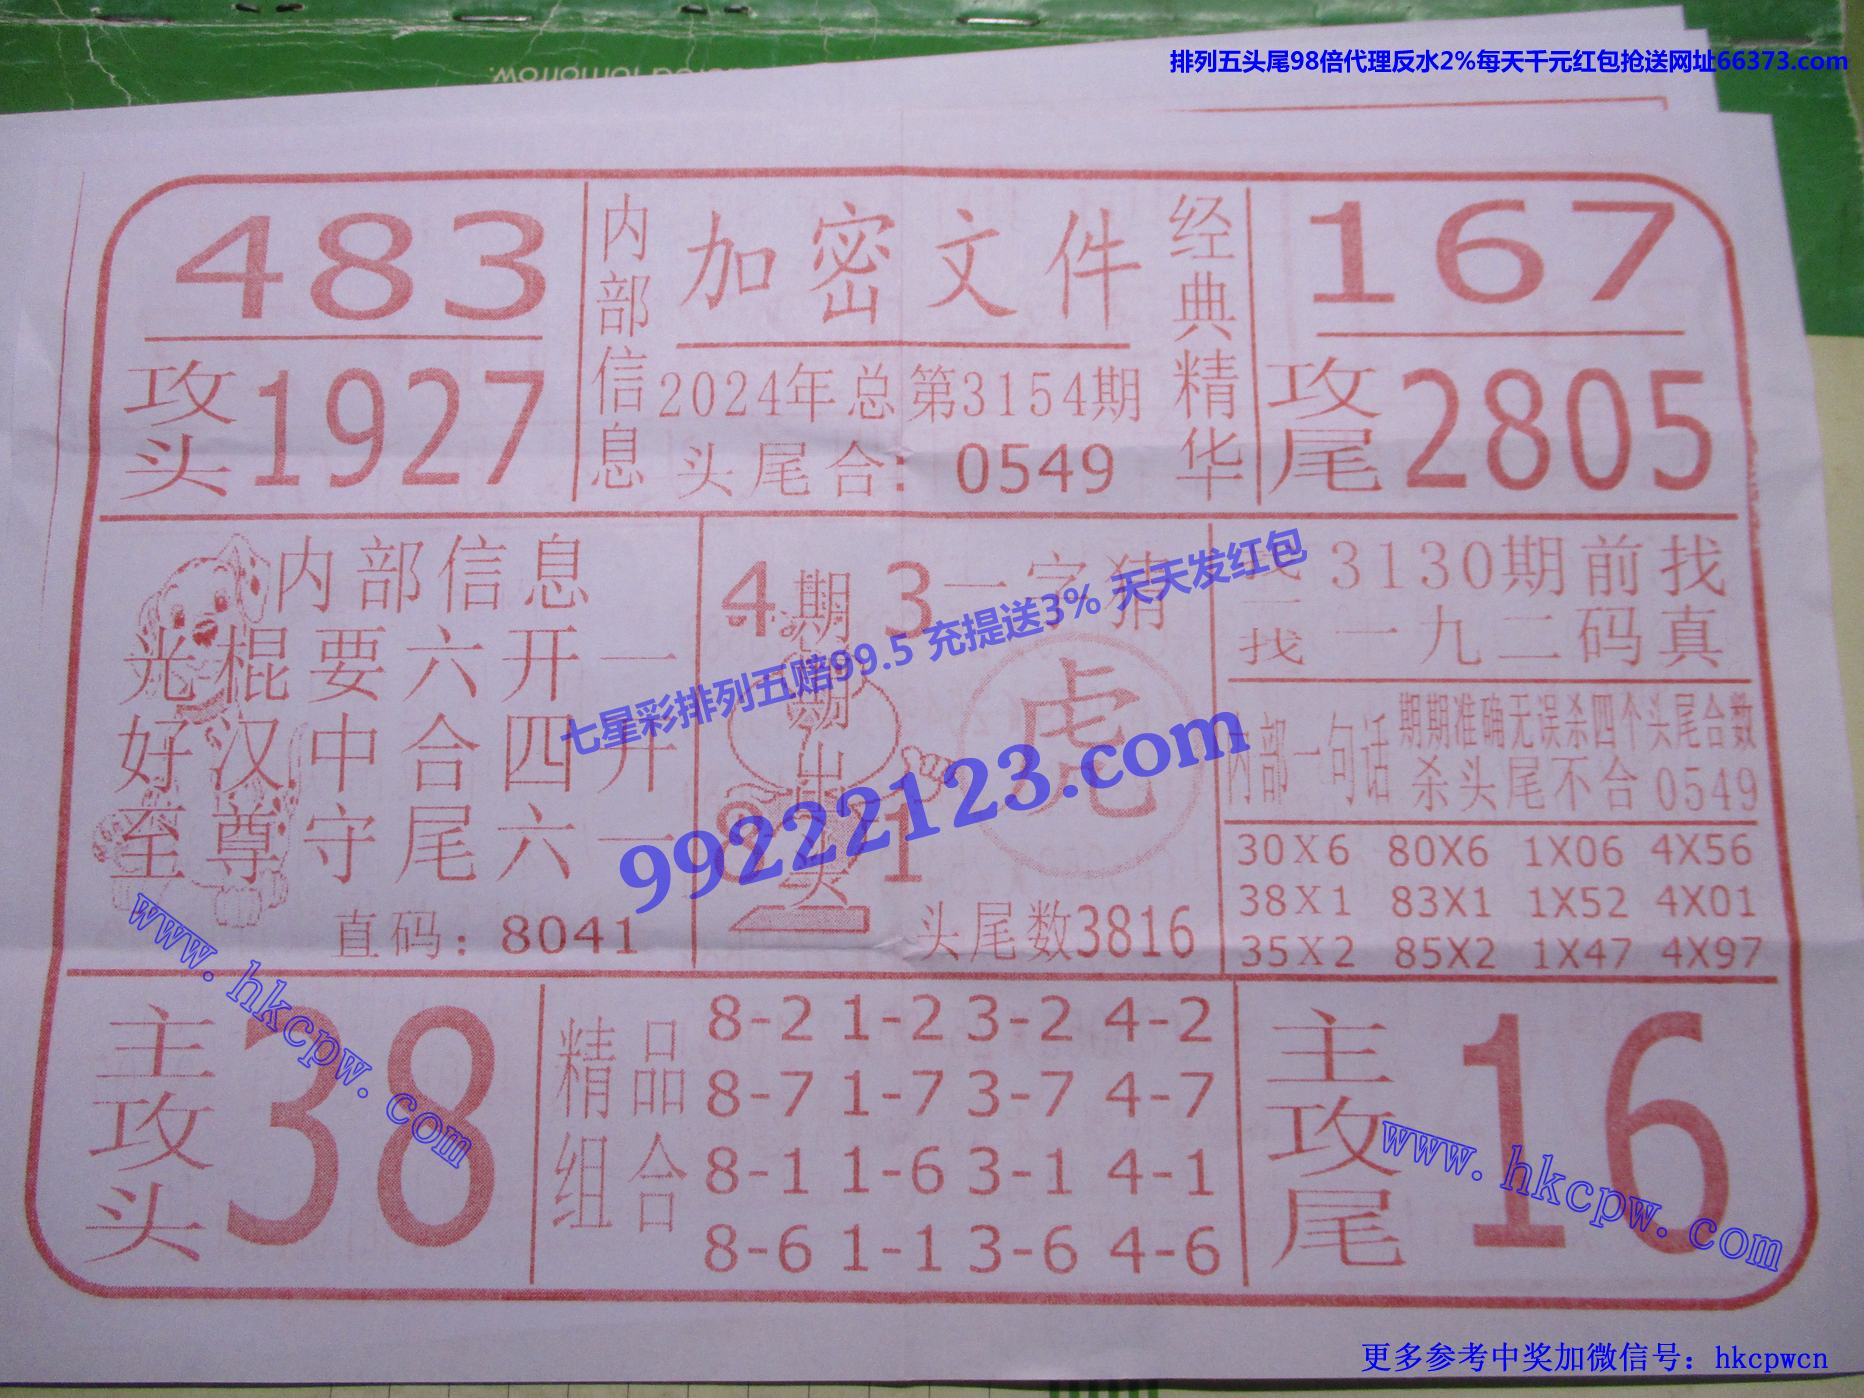 排列五头尾98倍代理反水2%每天千元红包抢送网址66373.com
483
攻头1927
内部信息
加密文件
2024年总第3154期
头尾合：0549
经典精华
167
攻尾2805
内部信息
光棍要六开一
好汉中合四开
至尊守尾六一
直码：8041
4 3
期期出
8 1
一字猪
虎
头尾数3816
找
3130期前找
一九二码真
内部一句话
期期准确无误杀四个头尾合数
杀头尾不合0549
30X6 80X6 1X06 4X56
38X1 83X1 1X52 4X01
35X2 85X2 1X47 4X97
七星彩排列五赔99.5 充提送3% 天天发红包
99222123.com
主攻头38
精品组合
8-2 1-2 3-2 4-2
8-7 1-7 3-7 4-7
8-1 1-6 3-1 4-1
8-6 1-1 3-6 4-6
主攻尾16
www.hkcpw.com
www.hkcpw.com
更多参考中奖加微信号：hkcpwcn